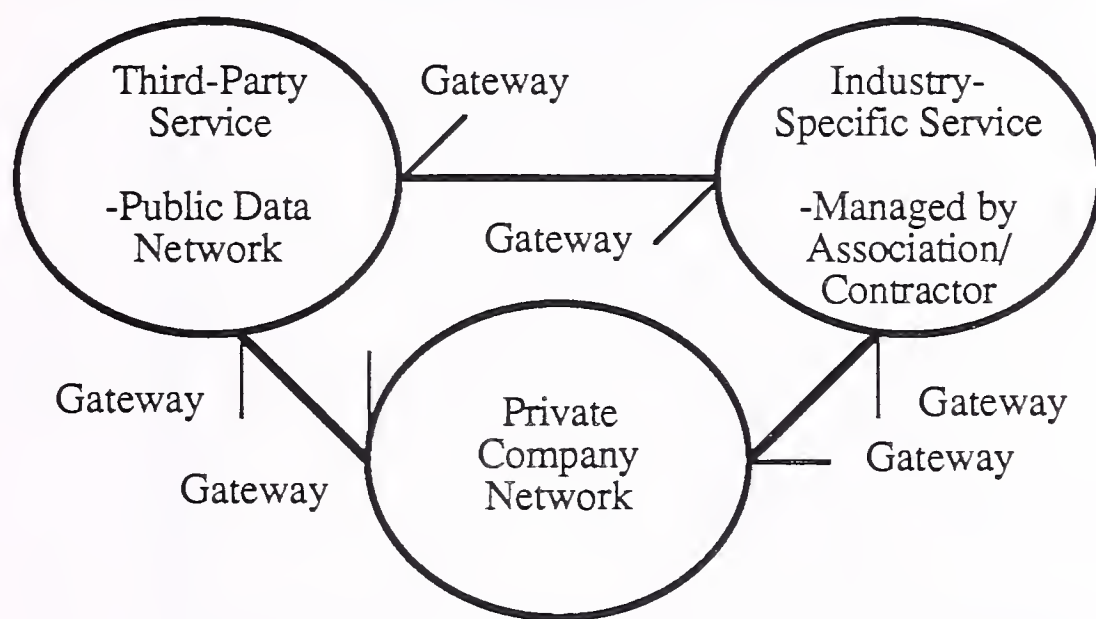 Third-Party
Service
-Public Data
Network
Gateway
Gateway
Industry-
Specific Service
-Managed by
Association/
Contractor
Gateway
Gateway
Private
Company
Network
Gateway
Gateway